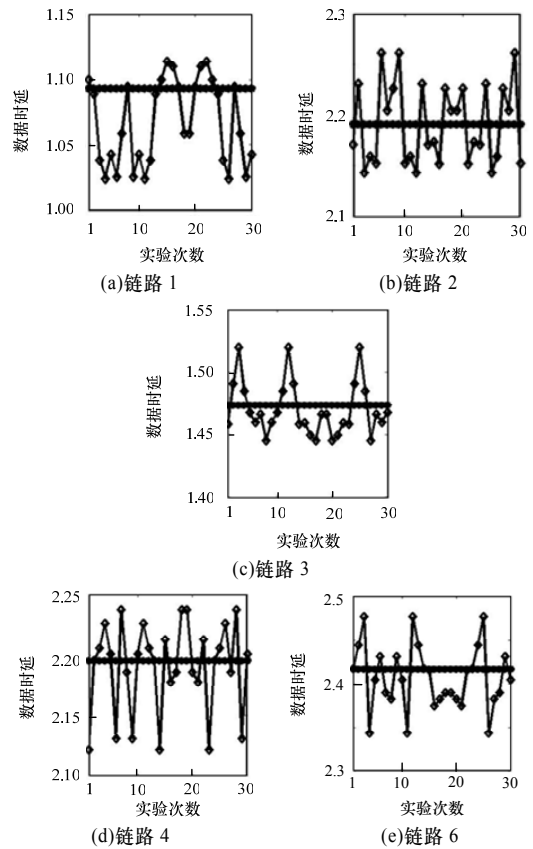 1.15
1.10
1.05
1.00
数据时延
1 10 20 30
实验次数
(a)链路 1
2.3
2.2
2.1
数据时延
1 10 20 30
实验次数
(b)链路 2
1.55
1.50
1.45
1.40
数据时延
1 10 20 30
实验次数
(c)链路 3
2.25
2.20
2.15
2.10
数据时延
1 10 20 30
实验次数
(d)链路 4
2.5
2.4
2.3
数据时延
1 10 20 30
实验次数
(e)链路 6